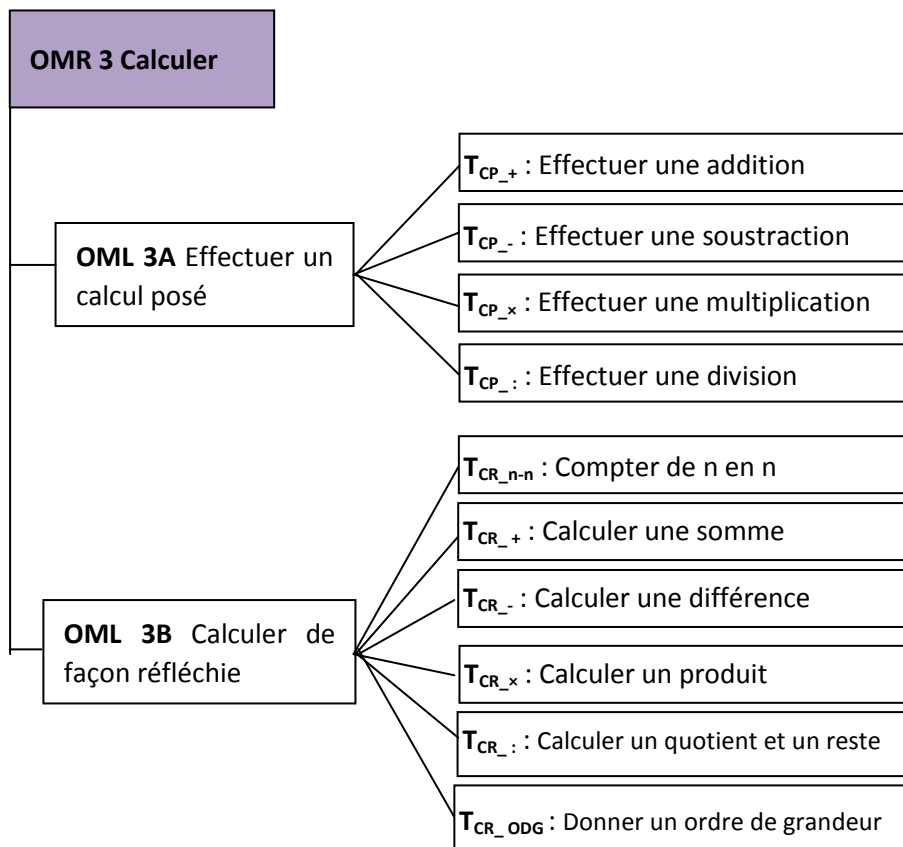 OMR 3 Calculer
T_CP_+ : Effectuer une addition
T_CP_- : Effectuer une soustraction
OML 3A Effectuer un
calcul posé
T_CP_× : Effectuer une multiplication
T_CP_: : Effectuer une division
T_CR_n-n : Compter de n en n
T_CR_+ : Calculer une somme
T_CR_- : Calculer une différence
OML 3B Calculer de
façon réfléchie
T_CR_× : Calculer un produit
T_CR_: : Calculer un quotient et un reste
T_CR_ODG : Donner un ordre de grandeur